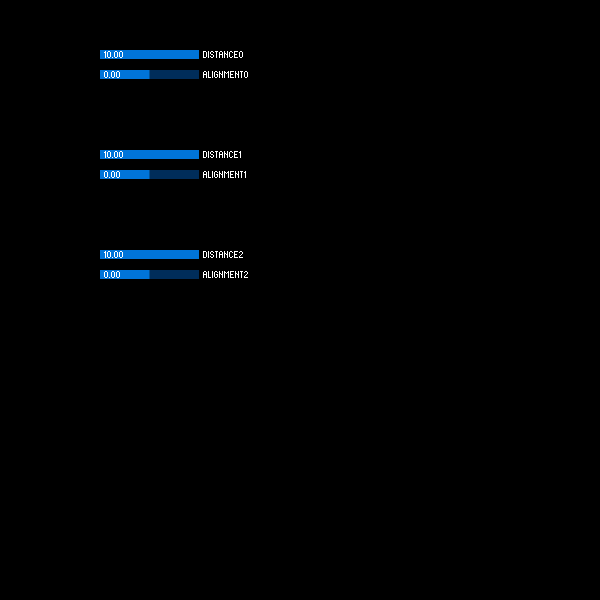 10.00 DISTANCE0
0.00 ALIGNMENT0
10.00 DISTANCE1
0.00 ALIGNMENT1
10.00 DISTANCE2
0.00 ALIGNMENT2